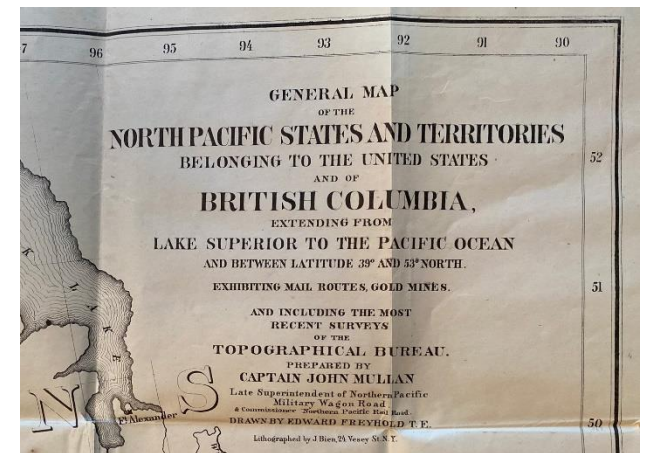 7 96 95 94 93 92 91 90
GENERAL MAP
OF THE
NORTH PACIFIC STATES AND TERRITORIES
BELONGING TO THE UNITED STATES
52
AND OF
BRITISH COLUMBIA,
EXTENDING FROM
LAKE SUPERIOR TO THE PACIFIC OCEAN
AND BETWEEN LATITUDE 39° AND 53° NORTH.
EXHIBITING MAIL ROUTES, GOLD MINES.
51
AND INCLUDING THE MOST
RECENT SURVEYS
OF THE
TOPOGRAPHICAL BUREAU.
PREPARED BY
CAPTAIN JOHN MULLAN
Late Superintendent of Northern Pacific
Military Wagon Road
& Commissioner Northern Pacific Rail Road.
DRAWN BY EDWARD FREYHOLD T.E.
50
Lithographed by J Bien, 24 Vesey St. N.Y.
LAKE
N S
Ft Alexander